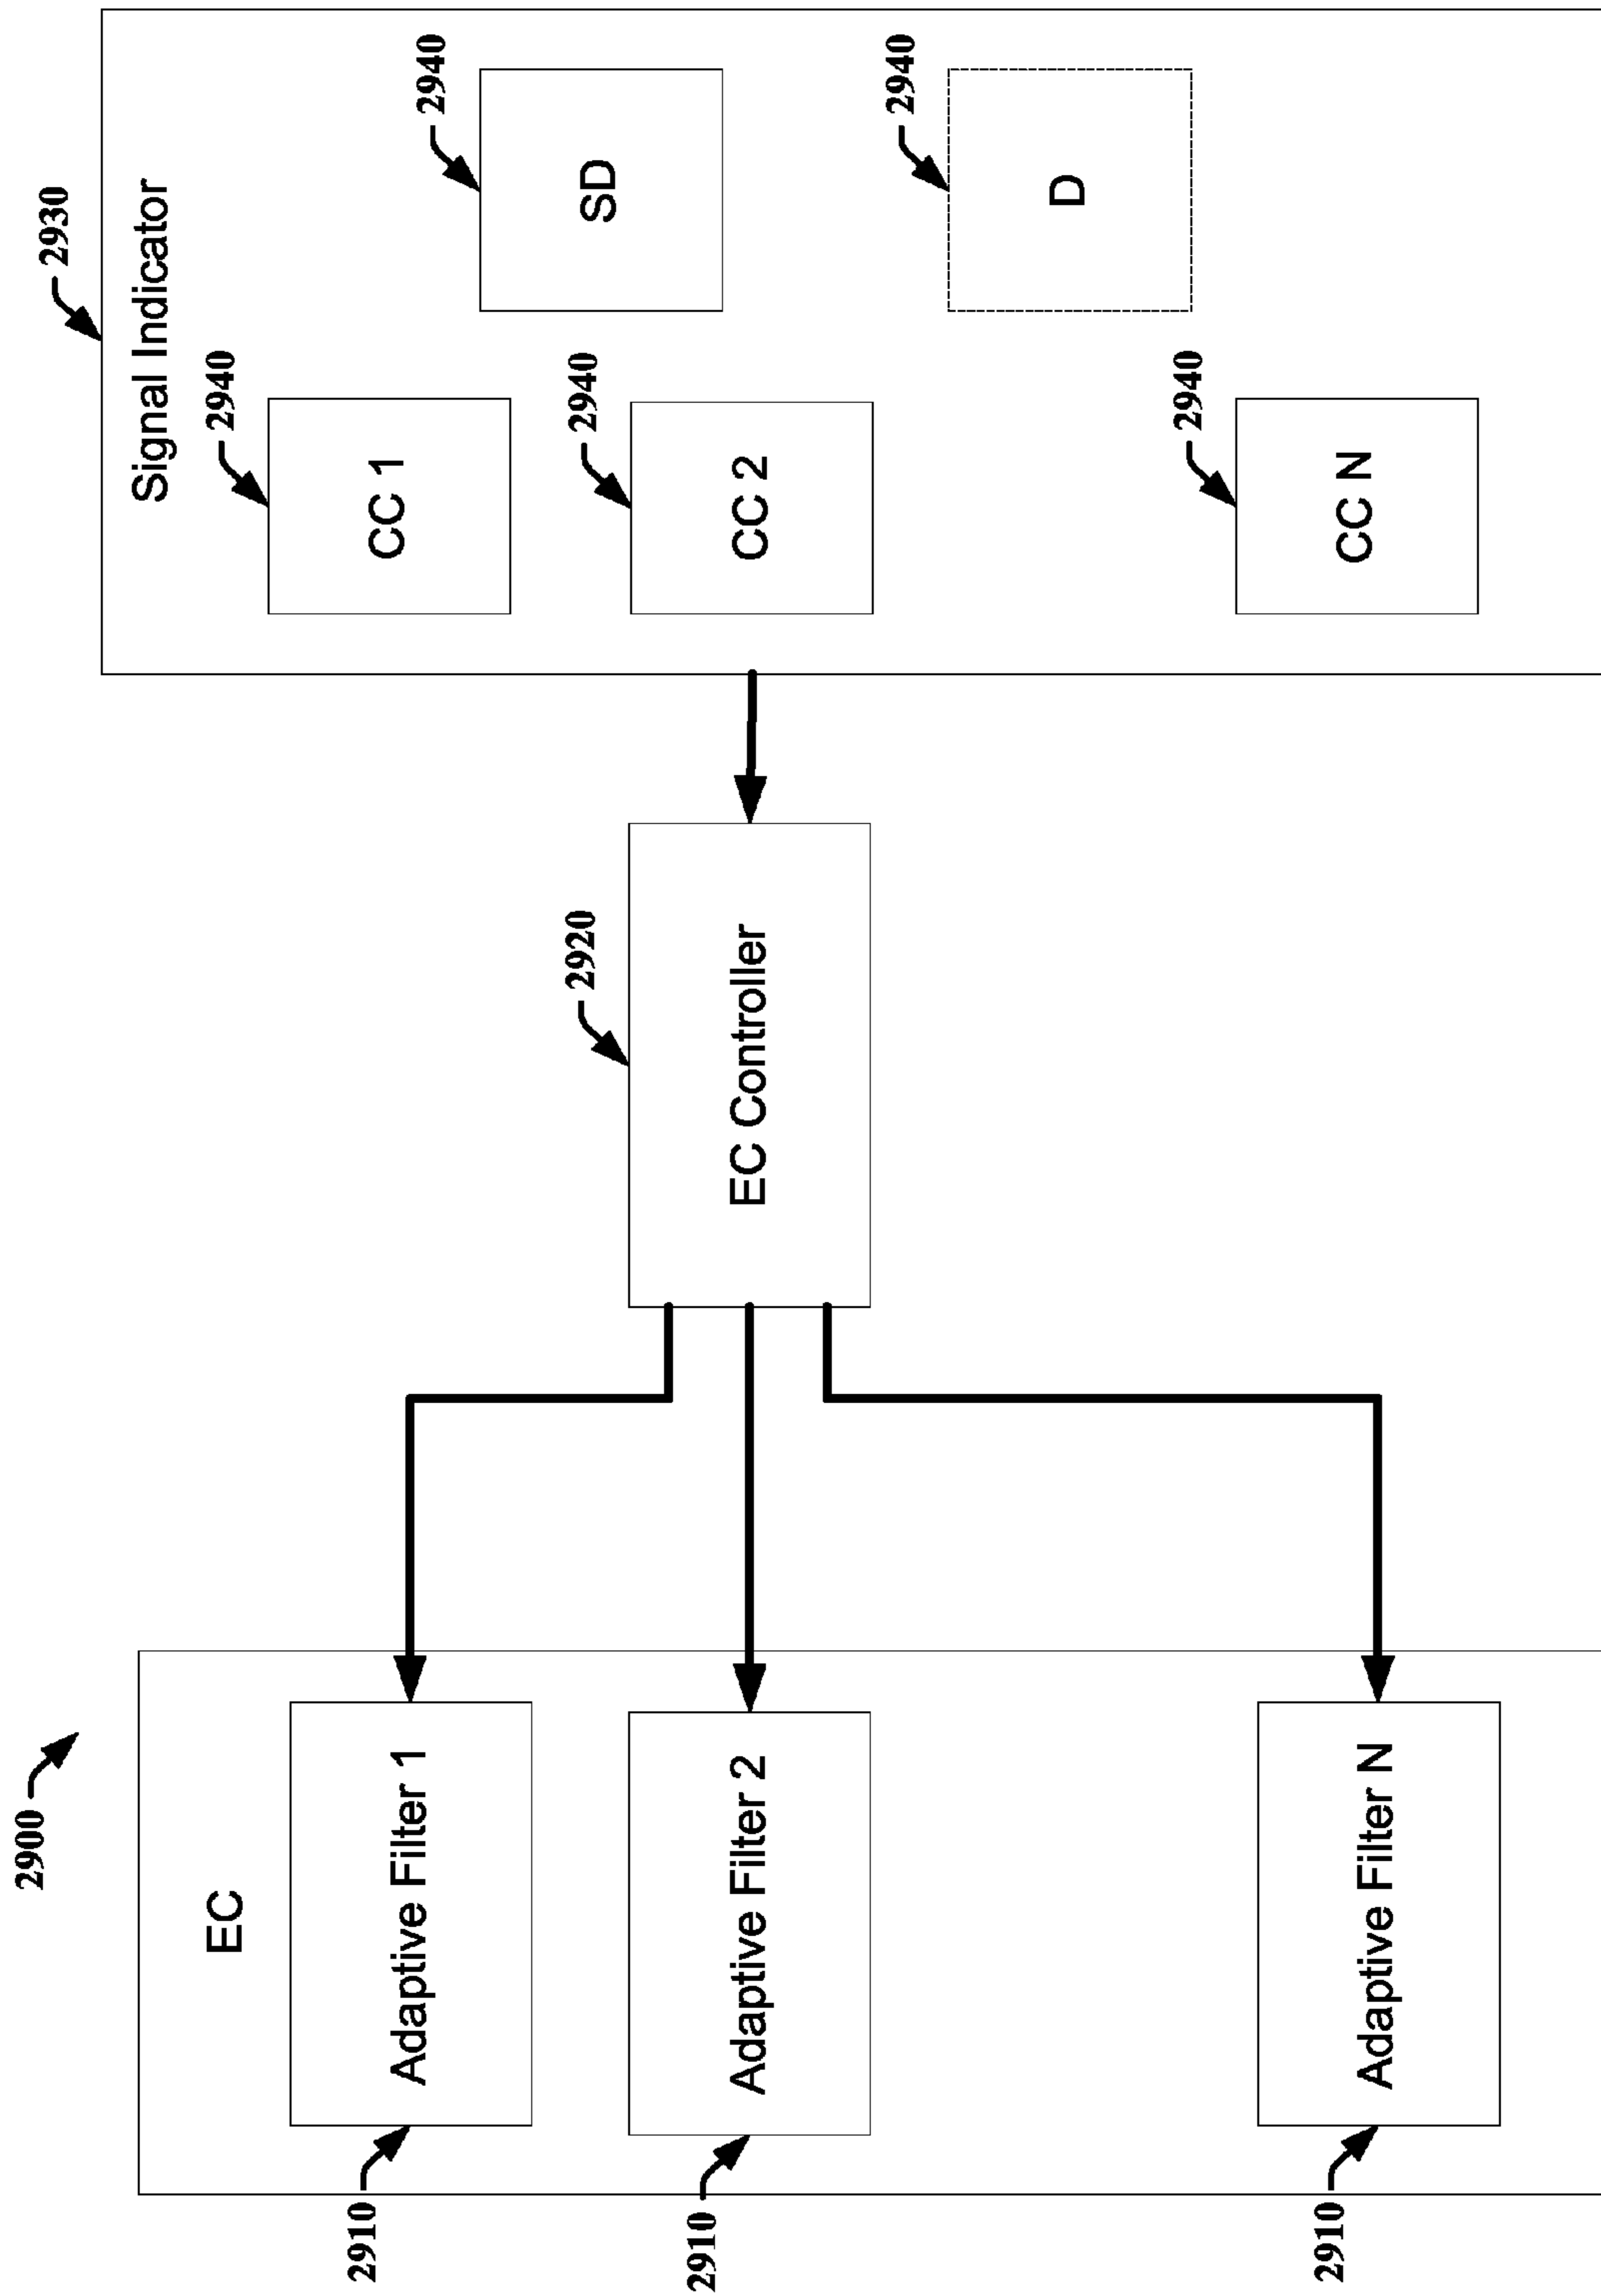 2900
EC
2910
Adaptive Filter 1
2910
Adaptive Filter 2
2910
Adaptive Filter N
2920
EC Controller
2930
Signal Indicator
2940
CC 1
2940
CC 2
2940
CC N
2940
SD
2940
D